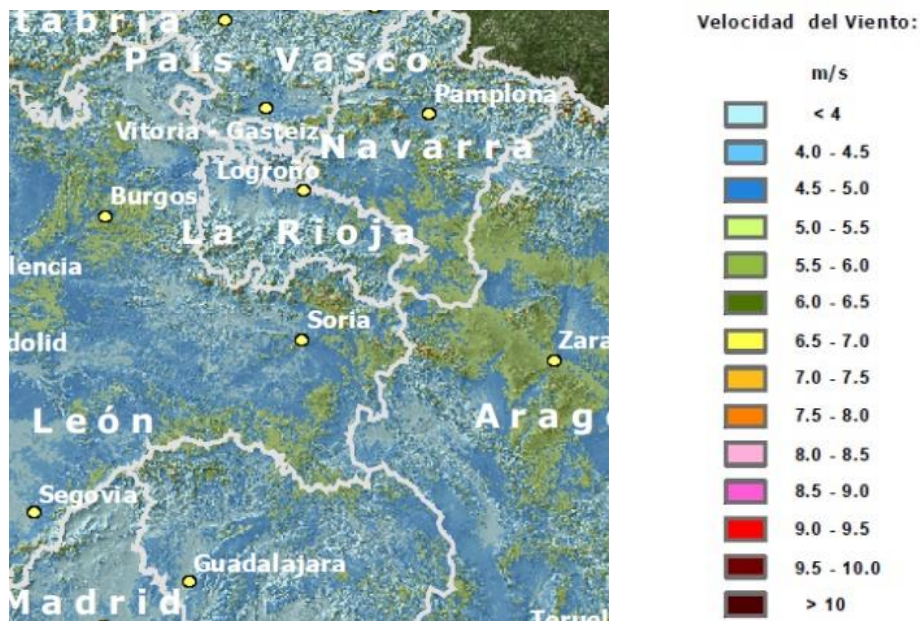 tabria
País Vasco
Pamplona
Vitoria - Gasteiz
Navarra
Logroño
Burgos
La Rioja
lencia
Soria
dolid
Zara
León
Arago
Segovia
Guadalajara
Madrid
Teruel
Velocidad del Viento:
m/s
< 4
4.0 - 4.5
4.5 - 5.0
5.0 - 5.5
5.5 - 6.0
6.0 - 6.5
6.5 - 7.0
7.0 - 7.5
7.5 - 8.0
8.0 - 8.5
8.5 - 9.0
9.0 - 9.5
9.5 - 10.0
> 10